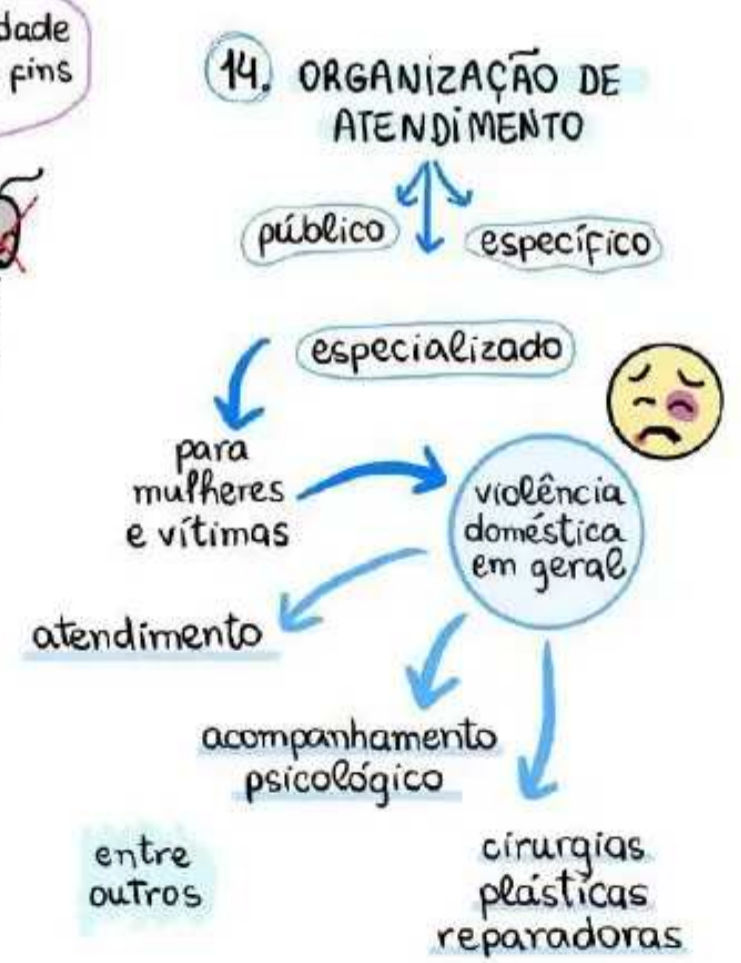 dade
fins
14. ORGANIZAÇÃO DE
ATENDIMENTO
público
específico
especializado
para
mulheres
e vítimas
violência
doméstica
em geral
atendimento
acompanhamento
psicológico
entre
outros
cirurgias
plásticas
reparadoras